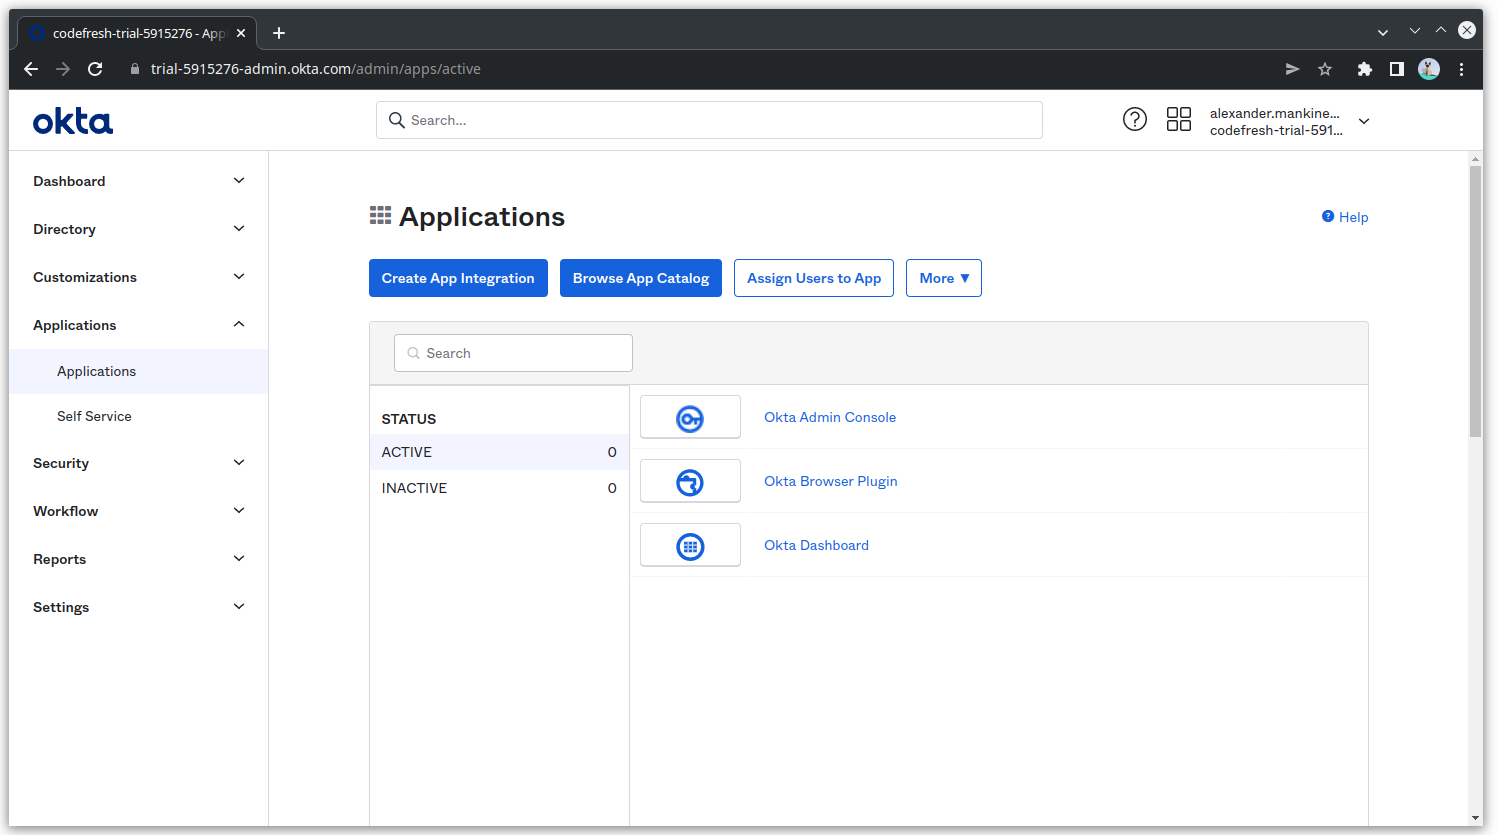 codefresh-trial-5915276 - App
trial-5915276-admin.okta.com/admin/apps/active
okta
Search...
alexander.mankine...
codefresh-trial-591...
Dashboard
Directory
Customizations
Applications
Applications
Self Service
Security
Workflow
Reports
Settings
Applications
Help
Create App Integration
Browse App Catalog
Assign Users to App
More ▼
Search
STATUS
ACTIVE 0
INACTIVE 0
Okta Admin Console
Okta Browser Plugin
Okta Dashboard